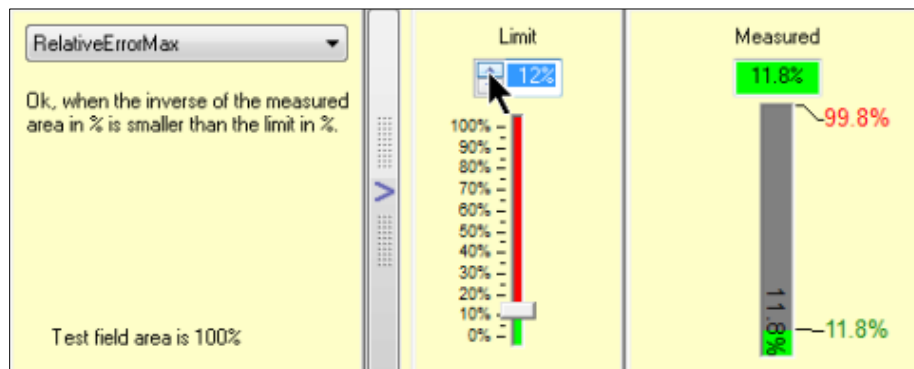 RelativeErrorMax
Ok, when the inverse of the measured
area in % is smaller than the limit in %.
Test field area is 100%
>
Limit
12%
100%
90%
80%
70%
60%
50%
40%
30%
20%
10%
0%
Measured
11.8%
99.8%
11.8%
11.8%